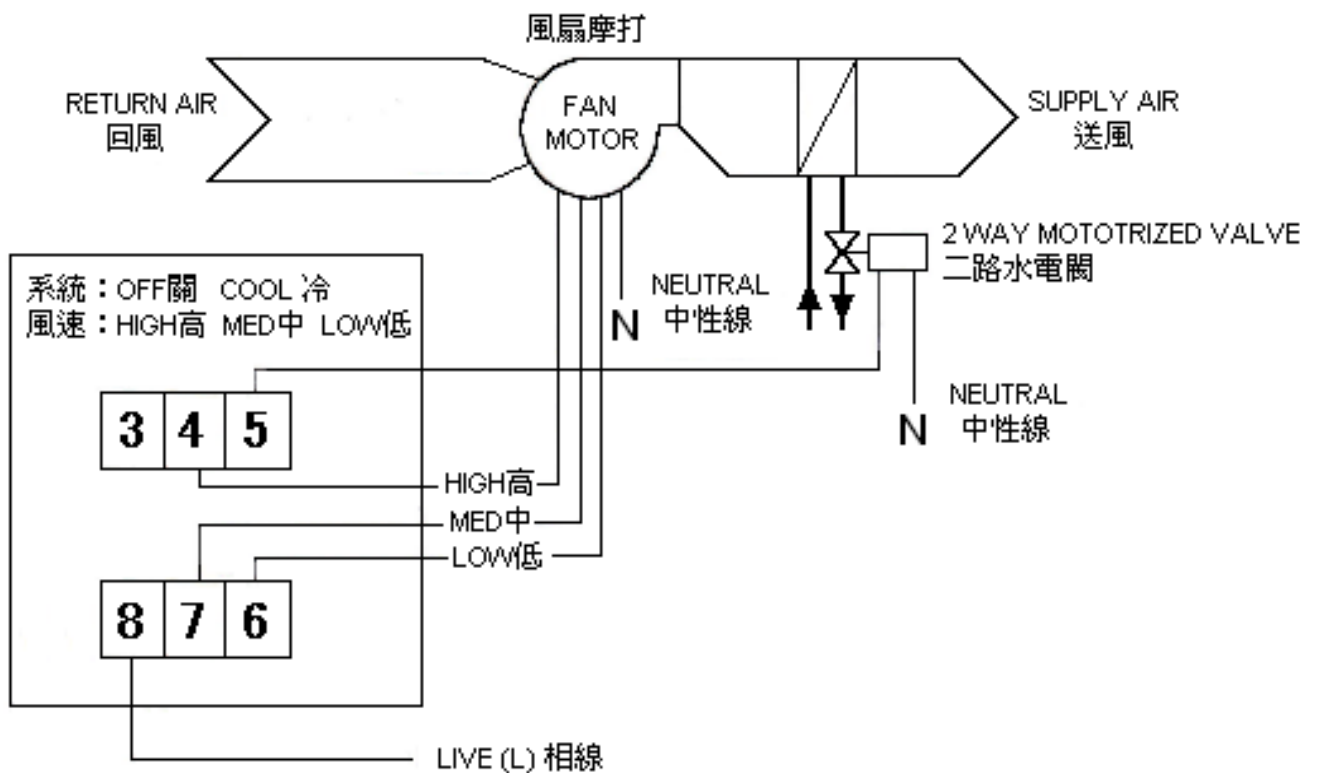 風扇摩打
RETURN AIR
回風
FAN
MOTOR
SUPPLY AIR
送風
2 WAY MOTOTRIZED VALVE
二路水電閥
系統：OFF關 COOL 冷
風速：HIGH高 MED中 LOW低
NEUTRAL
中性線
N
NEUTRAL
中性線
N
3 4 5
HIGH高
MED中
LOW低
8 7 6
LIVE (L) 相線